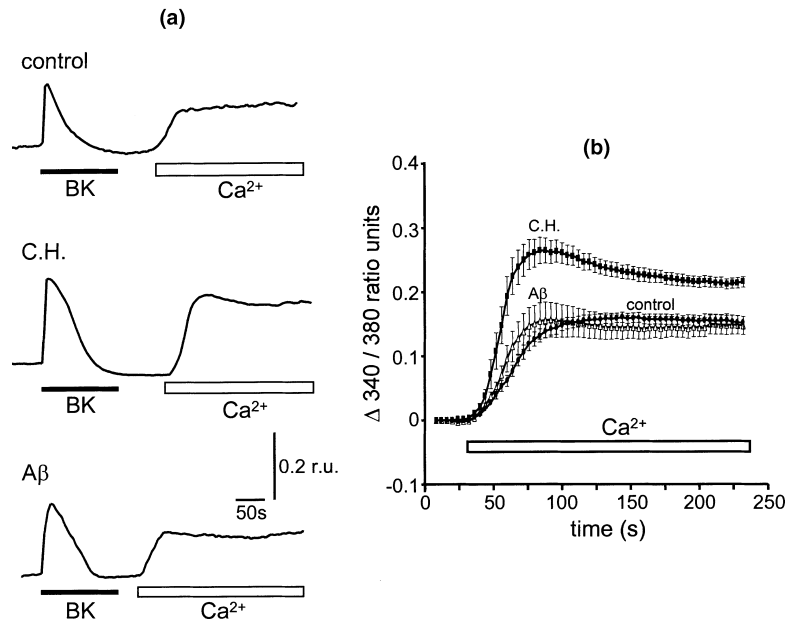 (a)
control
BK
Ca2+
C.H.
BK
Ca2+
0.2 r.u.
50s
Aβ
BK
Ca2+
(b)
Δ 340 / 380 ratio units
0.4
0.3
0.2
0.1
0
-0.1
C.H.
Aβ
control
Ca2+
0 50 100 150 200 250
time (s)